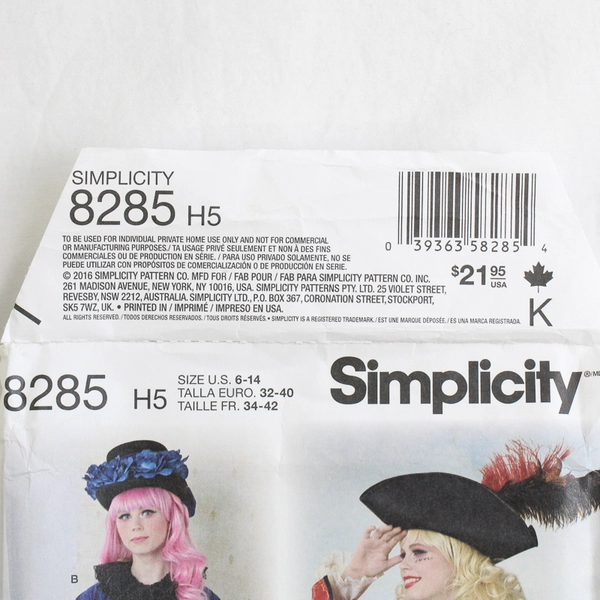 SIMPLICITY
8285 H5
TO BE USED FOR INDIVIDUAL PRIVATE HOME USE ONLY AND NOT FOR COMMERCIAL
OR MANUFACTURING PURPOSES./TA USAGE PRIVÉ SEULEMENT ET NON À DES FINS
COMMERCIALES OU DE PRODUCTION EN SÉRIE. / PARA USO PRIVADO SOLAMENTE, NO SE
PUEDE UTILIZAR CON PROPÓSITOS DE COMERCIALIZACIÓN O DE PRODUCCIÓN EN SERIE.
© 2016 SIMPLICITY PATTERN CO. MFD FOR / FAB POUR / FAB PARA SIMPLICITY PATTERN CO. INC.
261 MADISON AVENUE, NEW YORK, NY 10016, USA. SIMPLICITY PATTERNS PTY. LTD. 25 VIOLET STREET,
REVESBY, NSW 2212, AUSTRALIA. SIMPLICITY LTD., P.O. BOX 367, CORONATION STREET, STOCKPORT,
SK5 7WZ, UK. • PRINTED IN / IMPRIMÉ / IMPRESO EN USA.
ALL RIGHTS RESERVED. / TODOS DERECHOS RESERVADOS. / TOUS DROITS RÉSERVÉS. • SIMPLICITY IS A REGISTERED TRADEMARK. / EST UNE MARQUE DÉPOSÉE. / ES UNA MARCA REGISTRADA.
0 39363 58285 4
$21.95 USA
K
8285 H5
SIZE U.S. 6-14
TALLA EURO. 32-40
TAILLE FR. 34-42
Simplicity
B